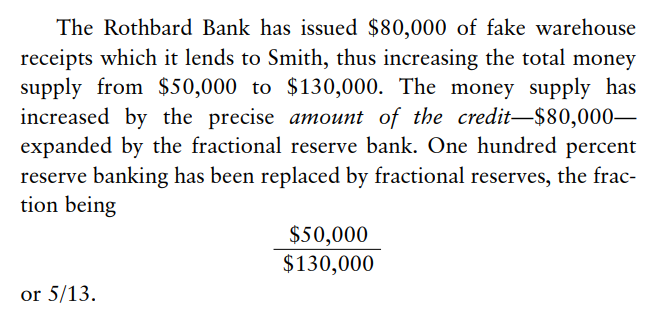 The Rothbard Bank has issued $80,000 of fake warehouse
receipts which it lends to Smith, thus increasing the total money
supply from $50,000 to $130,000. The money supply has
increased by the precise amount of the credit—$80,000—
expanded by the fractional reserve bank. One hundred percent
reserve banking has been replaced by fractional reserves, the frac-
tion being
$50,000
$130,000
or 5/13.